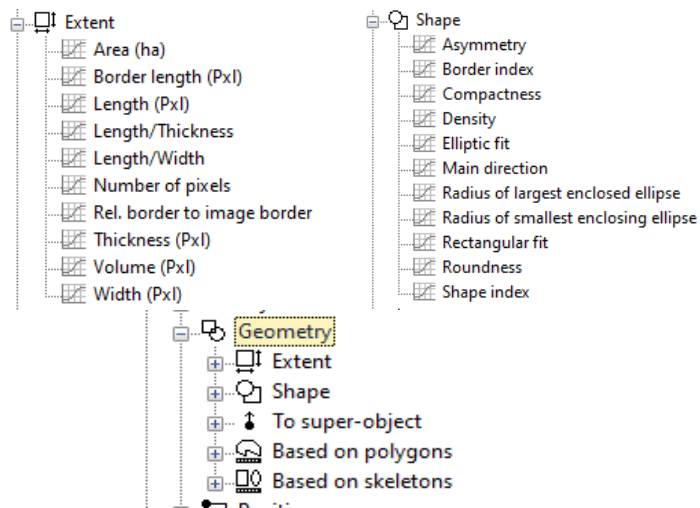 Extent
Area (ha)
Border length (Pxl)
Length (Pxl)
Length/Thickness
Length/Width
Number of pixels
Rel. border to image border
Thickness (Pxl)
Volume (Pxl)
Width (Pxl)
Shape
Asymmetry
Border index
Compactness
Density
Elliptic fit
Main direction
Radius of largest enclosed ellipse
Radius of smallest enclosing ellipse
Rectangular fit
Roundness
Shape index
Geometry
Extent
Shape
To super-object
Based on polygons
Based on skeletons